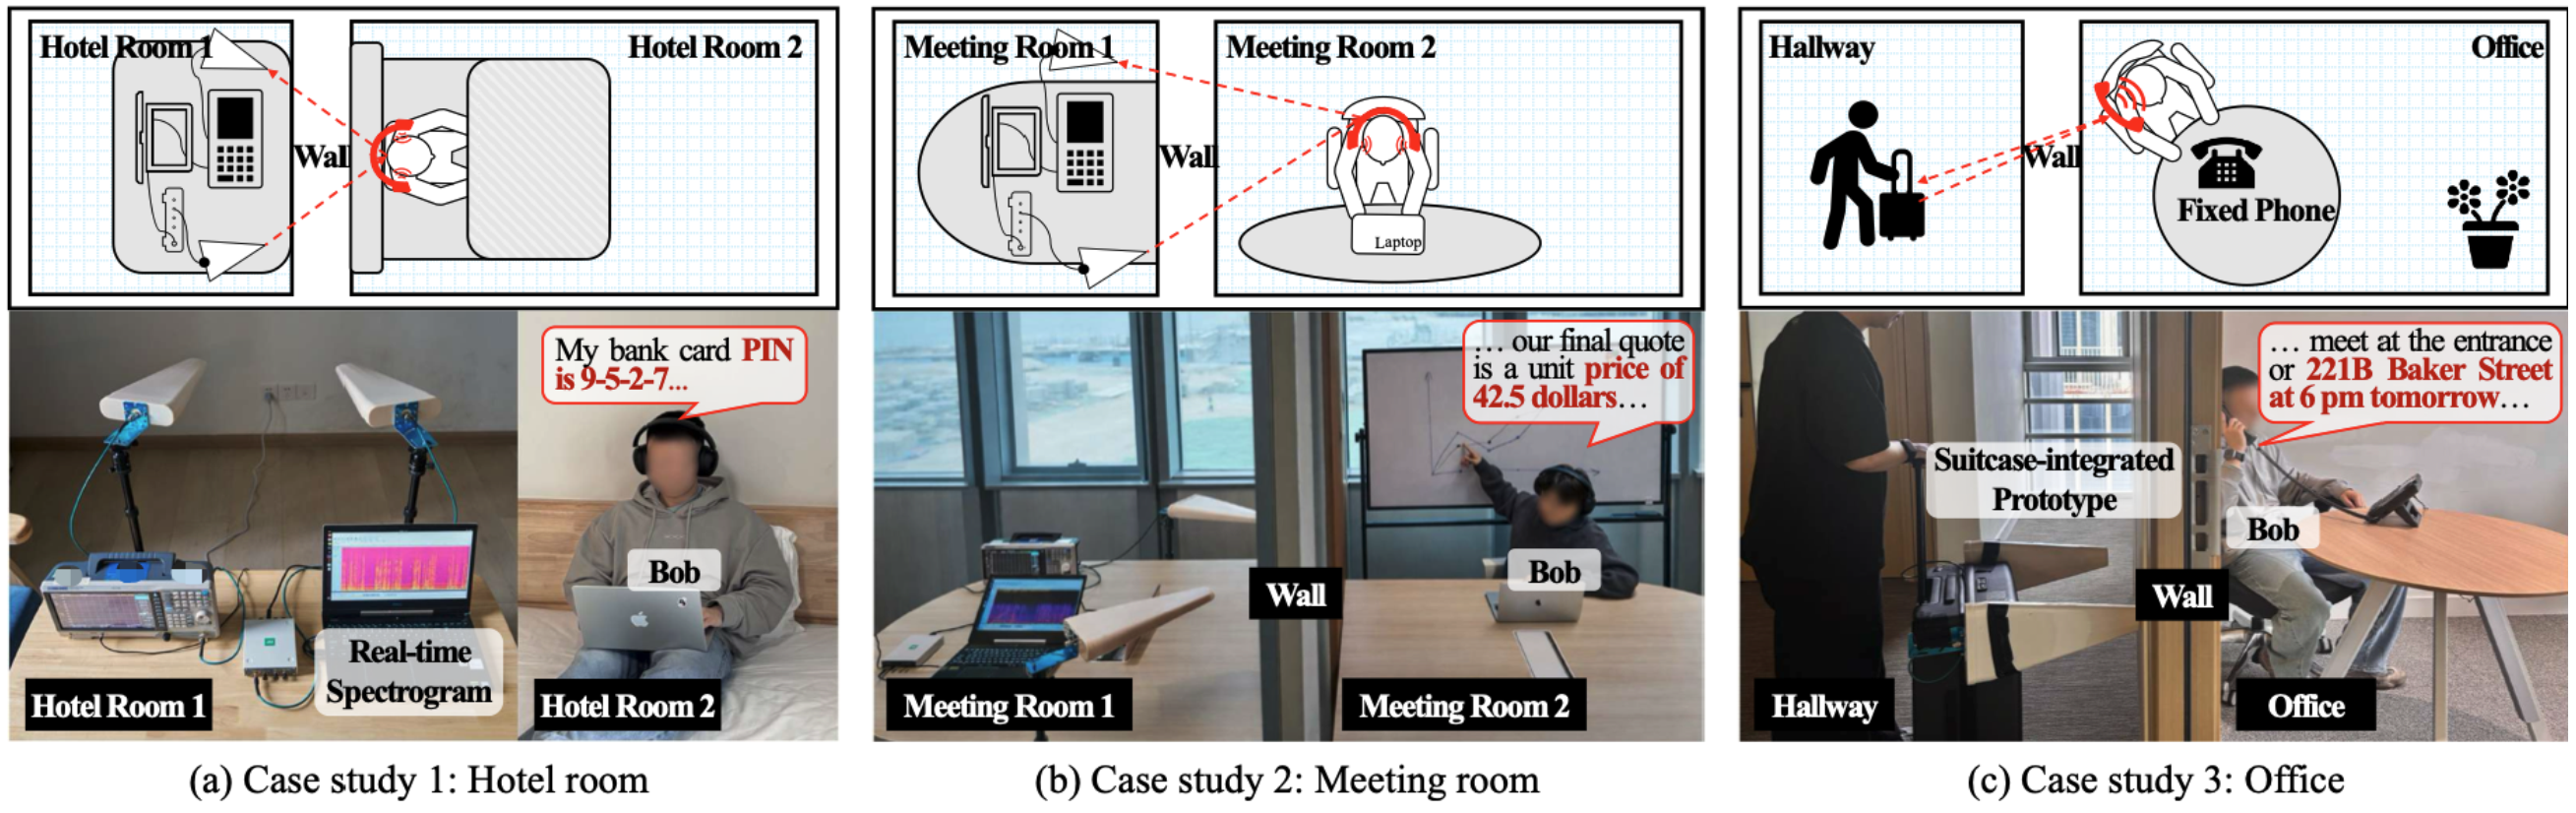 Hotel Room 1
Wall
Hotel Room 2
My bank card PIN
is 9-5-2-7...
Bob
Real-time
Spectrogram
Hotel Room 1
Hotel Room 2
(a) Case study 1: Hotel room
Meeting Room 1
Wall
Meeting Room 2
Laptop
... our final quote
is a unit price of
42.5 dollars...
Wall
Bob
Meeting Room 1
Meeting Room 2
(b) Case study 2: Meeting room
Hallway
Wall
Office
Fixed Phone
... meet at the entrance
or 221B Baker Street
at 6 pm tomorrow...
Suitcase-integrated
Prototype
Bob
Wall
Hallway
Office
(c) Case study 3: Office